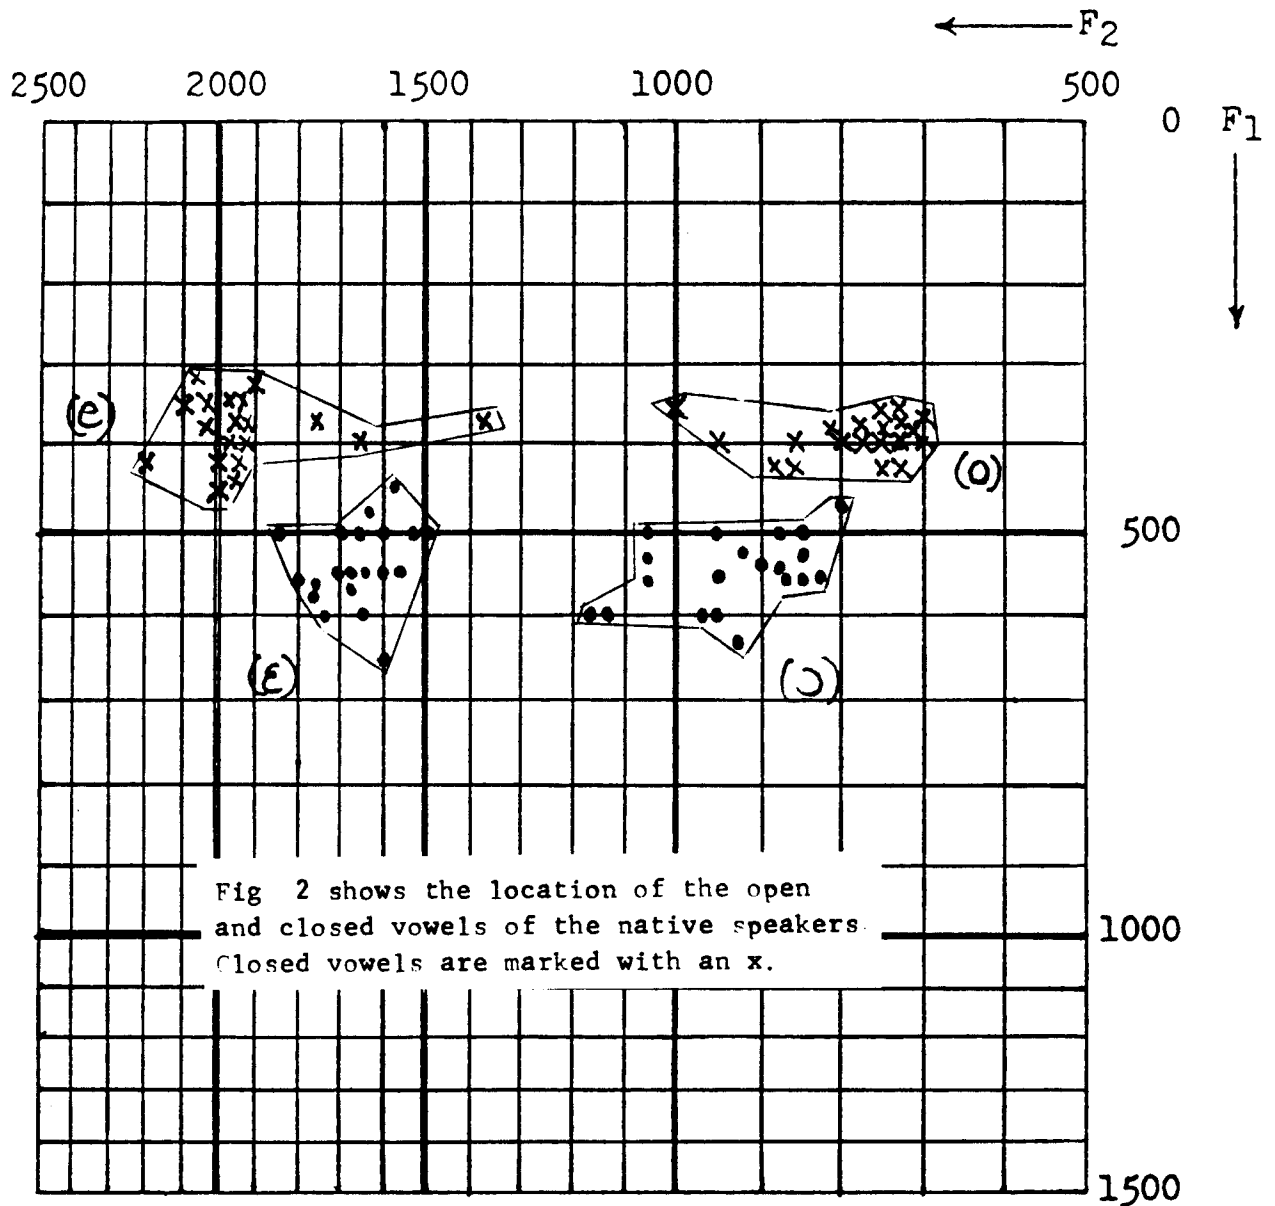 F2
2500 2000 1500 1000 500
0 F1
(e)
(o)
500
(ε)
(ɔ)
Fig 2 shows the location of the open
and closed vowels of the native speakers.
Closed vowels are marked with an x.
1000
1500